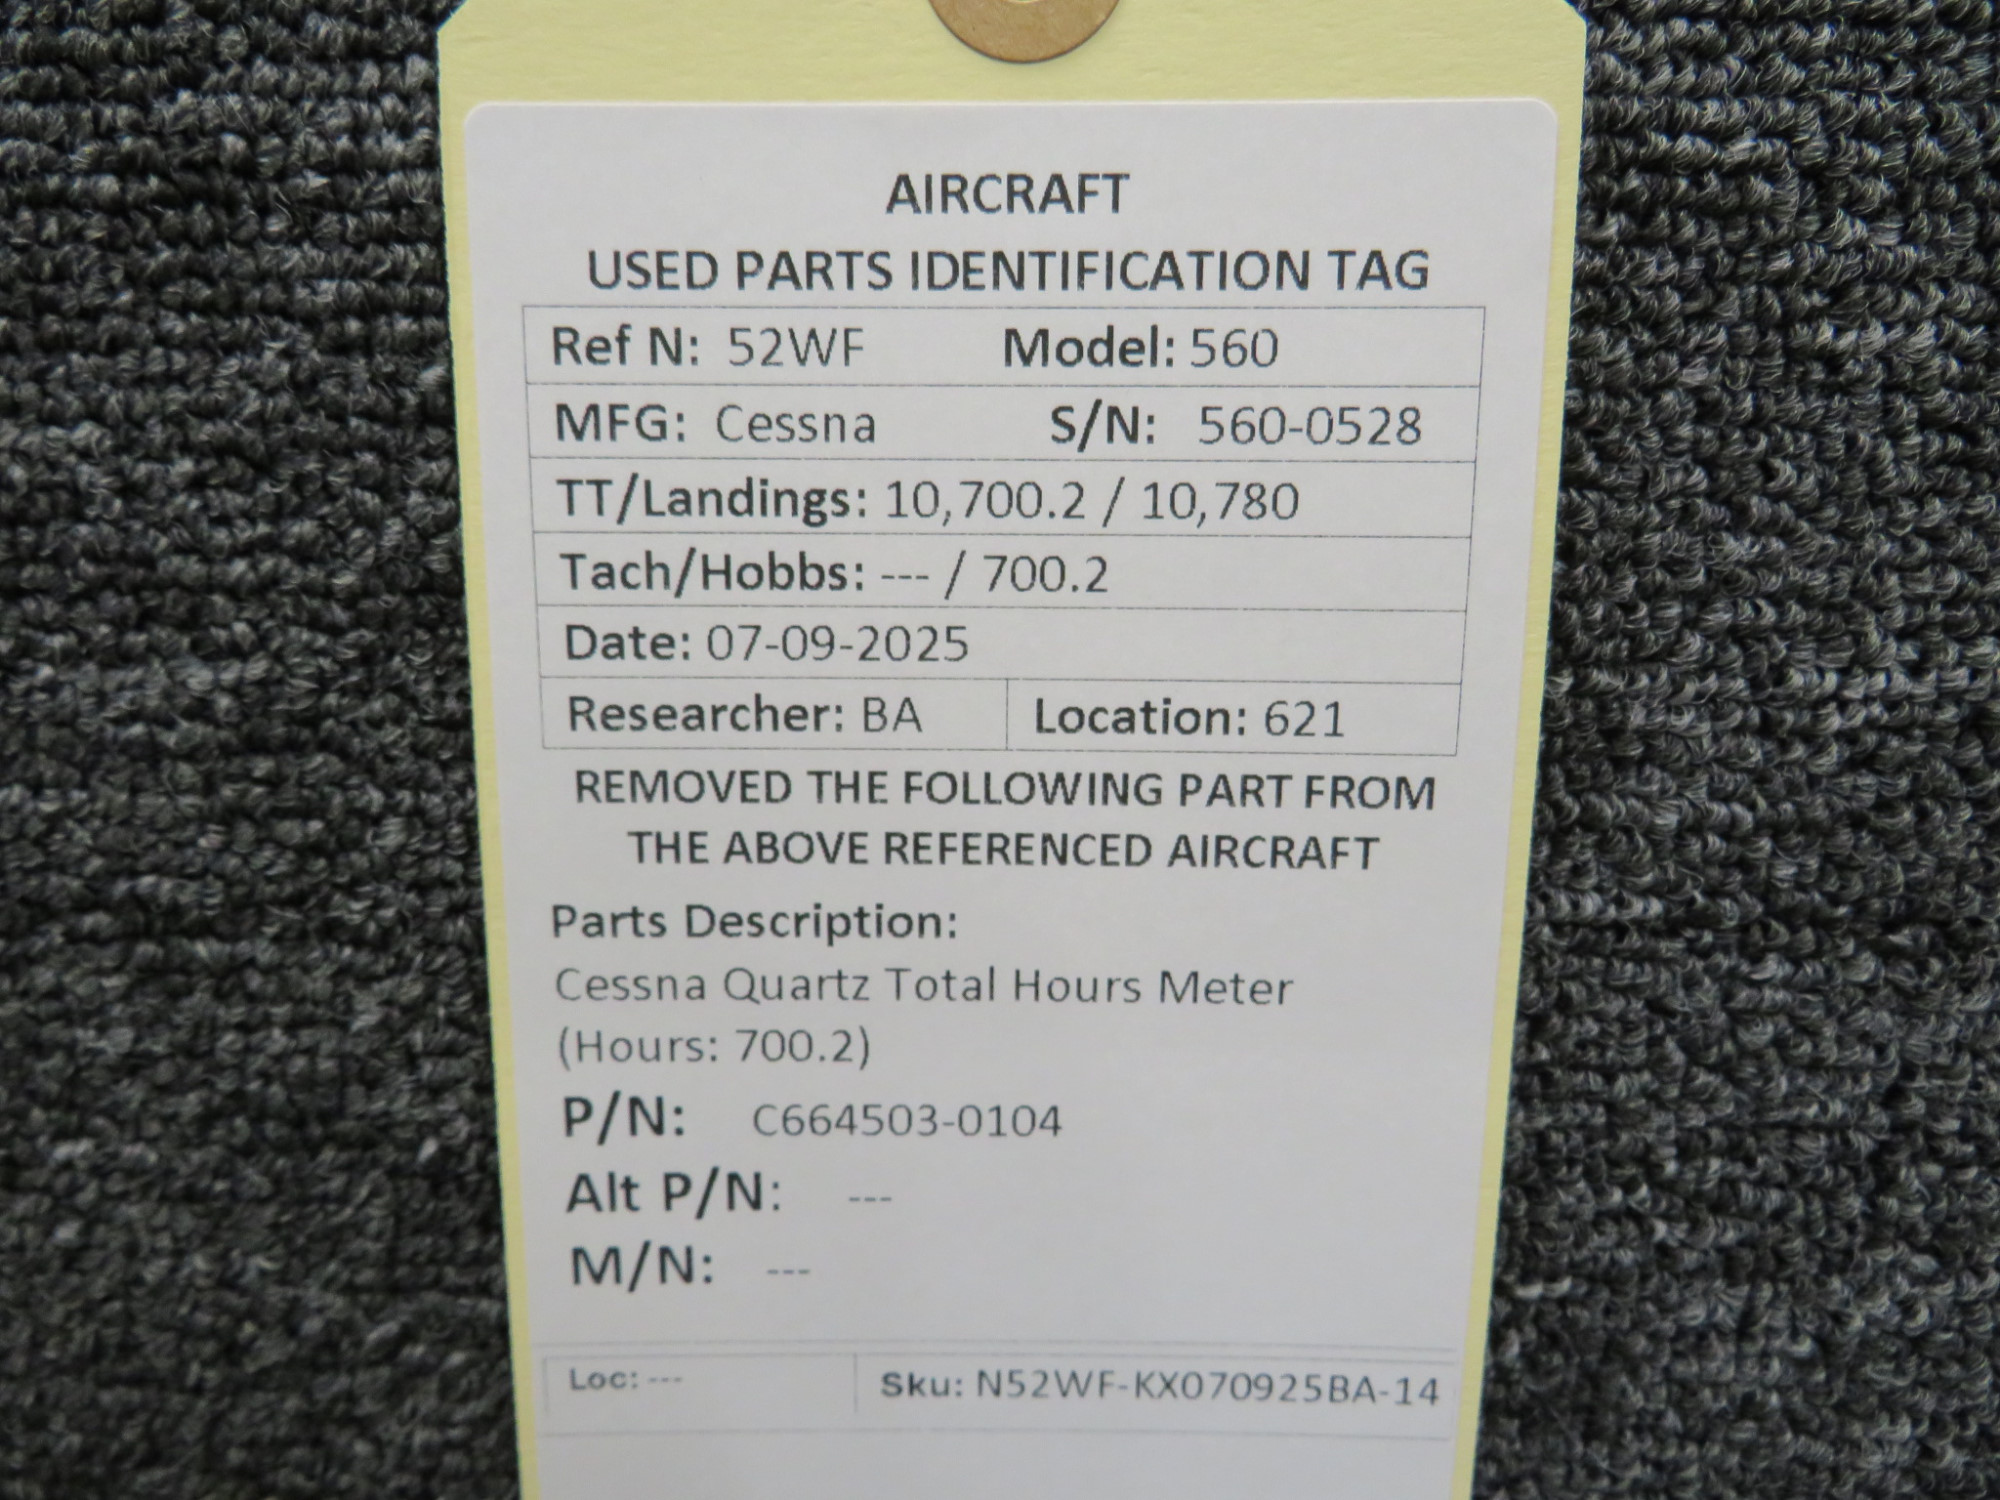 AIRCRAFT
USED PARTS IDENTIFICATION TAG
Ref N: 52WF Model: 560
MFG: Cessna S/N: 560-0528
TT/Landings: 10,700.2 / 10,780
Tach/Hobbs: --- / 700.2
Date: 07-09-2025
Researcher: BA Location: 621
REMOVED THE FOLLOWING PART FROM
THE ABOVE REFERENCED AIRCRAFT
Parts Description:
Cessna Quartz Total Hours Meter
(Hours: 700.2)
P/N: C664503-0104
Alt P/N: ---
M/N: ---
Loc: --- Sku: N52WF-KX070925BA-14